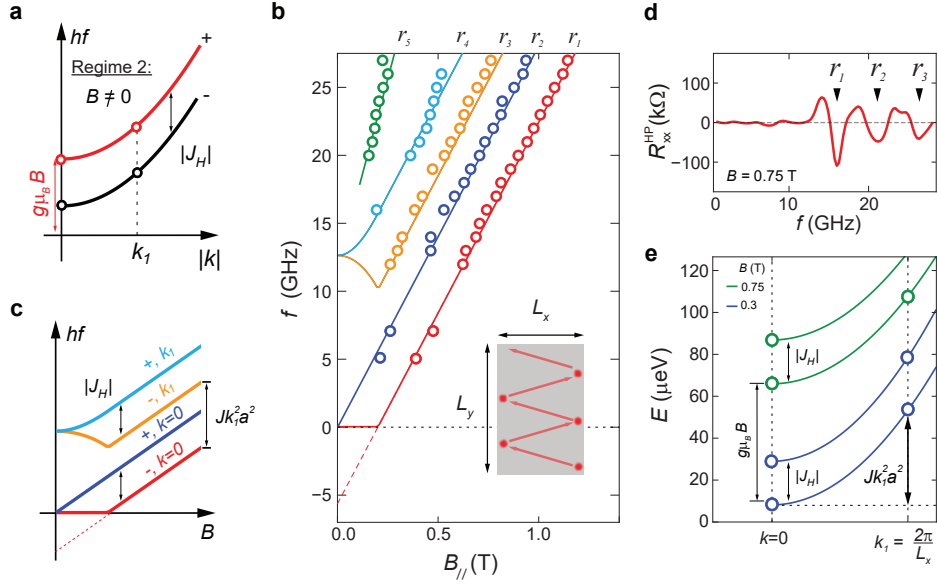 a
hf
Regime 2:
B ≠ 0
+
-
|J_H|
gμ_B B
k_1
|k|
b
r_5
r_4
r_3
r_2
r_1
25
20
15
10
5
0
−5
f (GHz)
L_x
L_y
0.0
0.5
1.0
B_// (T)
c
hf
+, k_1
|J_H|
-, k_1
+, k=0
-, k=0
Jk_1^2a^2
B
d
r_1
r_2
r_3
R_xx^HP (kΩ)
0
−100
B = 0.75 T
0
10
20
f (GHz)
e
B (T)
0.75
0.3
120
100
80
60
40
20
0
E (μeV)
|J_H|
gμ_B B
|J_H|
Jk_1^2a^2
k=0
k_1 = 2π/L_x